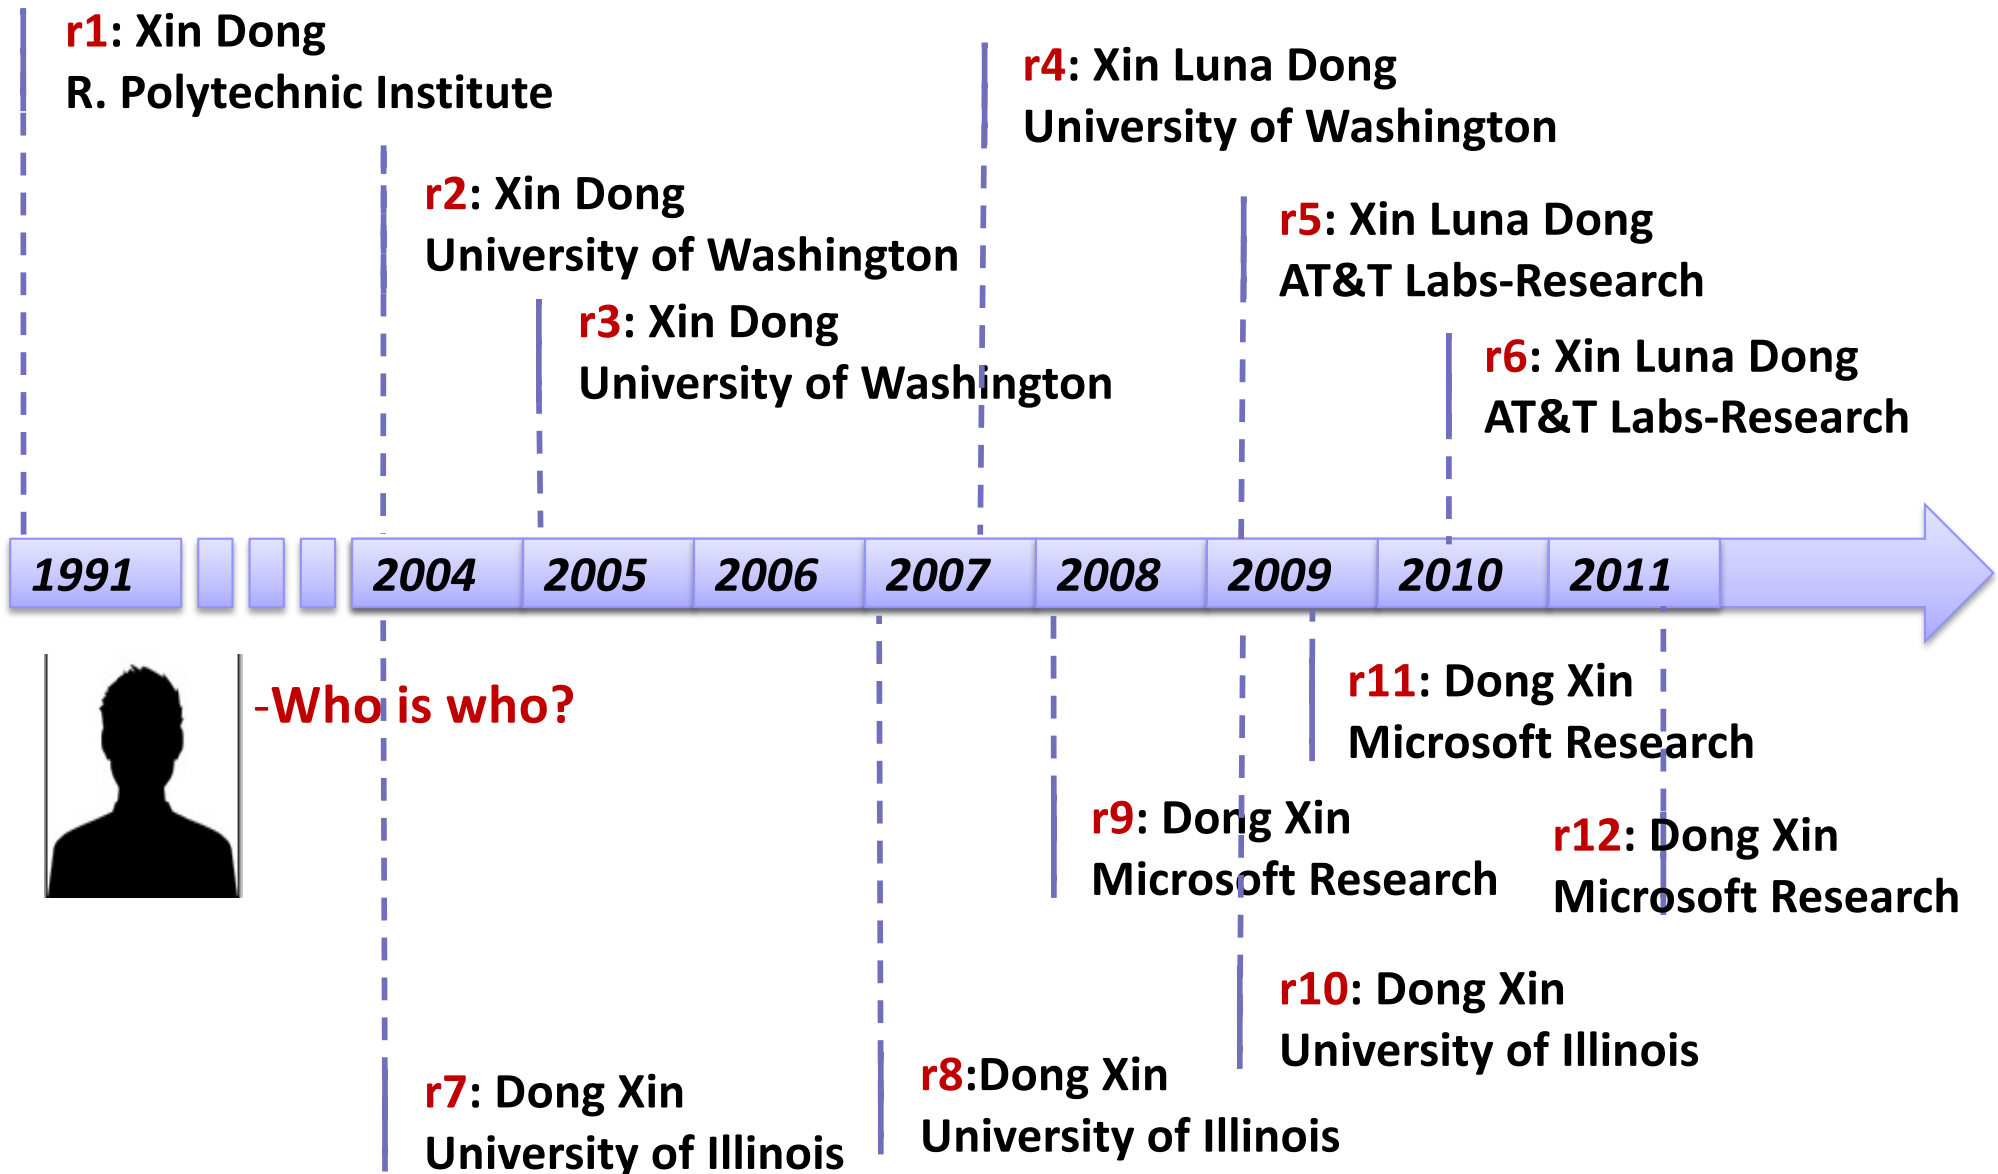 r1: Xin Dong
R. Polytechnic Institute
r4: Xin Luna Dong
University of Washington
r2: Xin Dong
University of Washington
r5: Xin Luna Dong
AT&T Labs-Research
r3: Xin Dong
University of Washington
r6: Xin Luna Dong
AT&T Labs-Research
1991 2004 2005 2006 2007 2008 2009 2010 2011
-Who is who?
r11: Dong Xin
Microsoft Research
r9: Dong Xin
Microsoft Research
r12: Dong Xin
Microsoft Research
r10: Dong Xin
University of Illinois
r8:Dong Xin
University of Illinois
r7: Dong Xin
University of Illinois